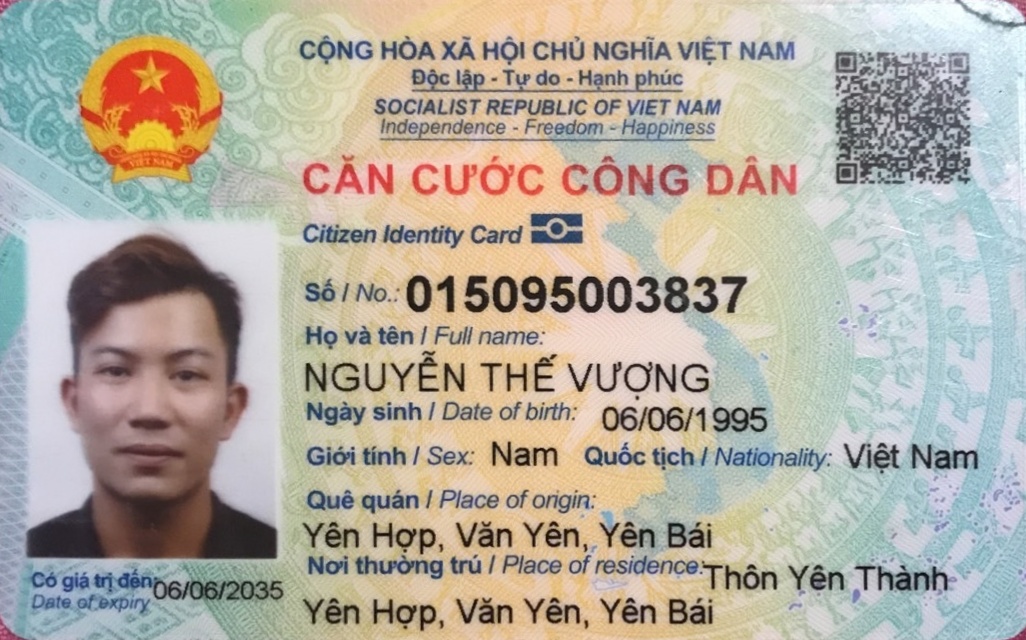 CỘNG HÒA XÃ HỘI CHỦ NGHĨA VIỆT NAM
Độc lập - Tự do - Hạnh phúc
SOCIALIST REPUBLIC OF VIET NAM
Independence - Freedom - Happiness
CĂN CƯỚC CÔNG DÂN
Citizen Identity Card
VIỆT NAM
Số / No.: 015095003837
Họ và tên / Full name:
NGUYỄN THẾ VƯỢNG
Ngày sinh / Date of birth: 06/06/1995
Giới tính / Sex: Nam Quốc tịch / Nationality: Việt Nam
Quê quán / Place of origin:
Yên Hợp, Văn Yên, Yên Bái
Nơi thường trú / Place of residence: Thôn Yên Thành
Yên Hợp, Văn Yên, Yên Bái
Có giá trị đến: 06/06/2035
Date of expiry